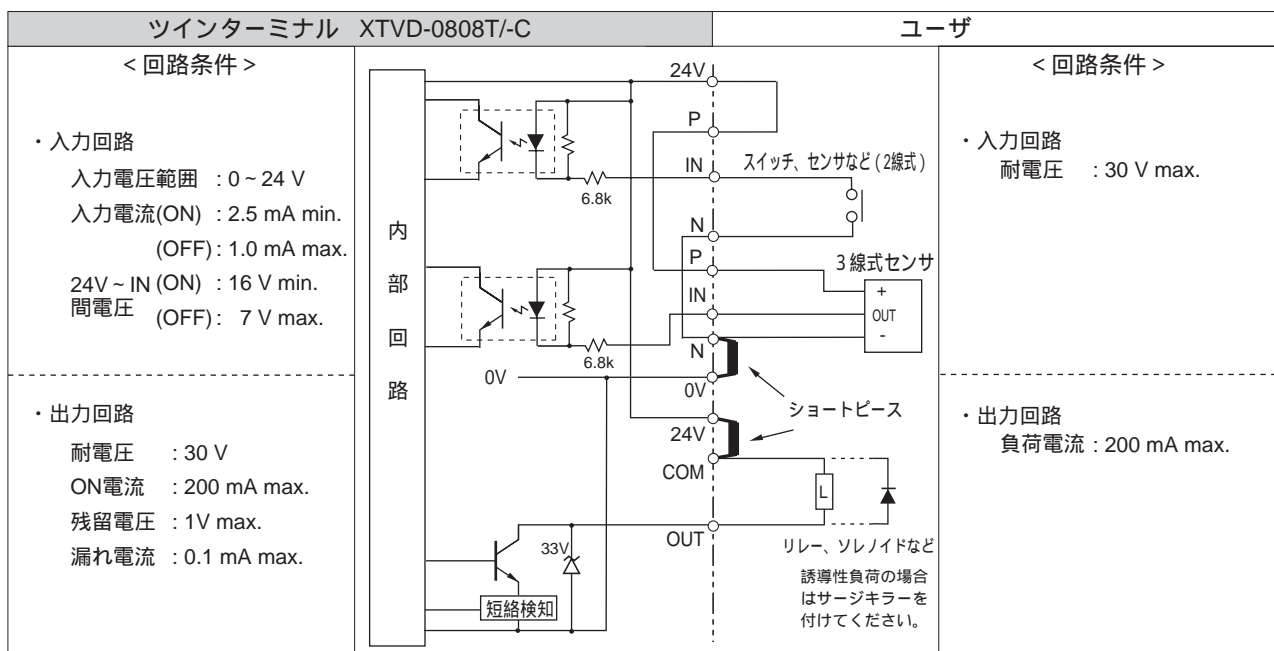 ツインターミナル XTVD-0808T/-C
ユーザ
<回路条件>
・入力回路
入力電圧範囲 : 0~24 V
入力電流(ON) : 2.5 mA min.
(OFF) : 1.0 mA max.
24V~IN (ON) : 16 V min.
間電圧 (OFF) : 7 V max.
・出力回路
耐電圧 : 30 V
ON電流 : 200 mA max.
残留電圧 : 1V max.
漏れ電流 : 0.1 mA max.
内部回路
24V
P
IN
6.8k
N
P
IN
6.8k
N
0V
0V
24V
COM
OUT
33V
短絡検知
スイッチ、センサなど(2線式)
3線式センサ
+
OUT
-
ショートピース
L
リレー、ソレノイドなど
誘導性負荷の場合
はサージキラーを
付けてください。
<回路条件>
・入力回路
耐電圧 : 30 V max.
・出力回路
負荷電流 : 200 mA max.